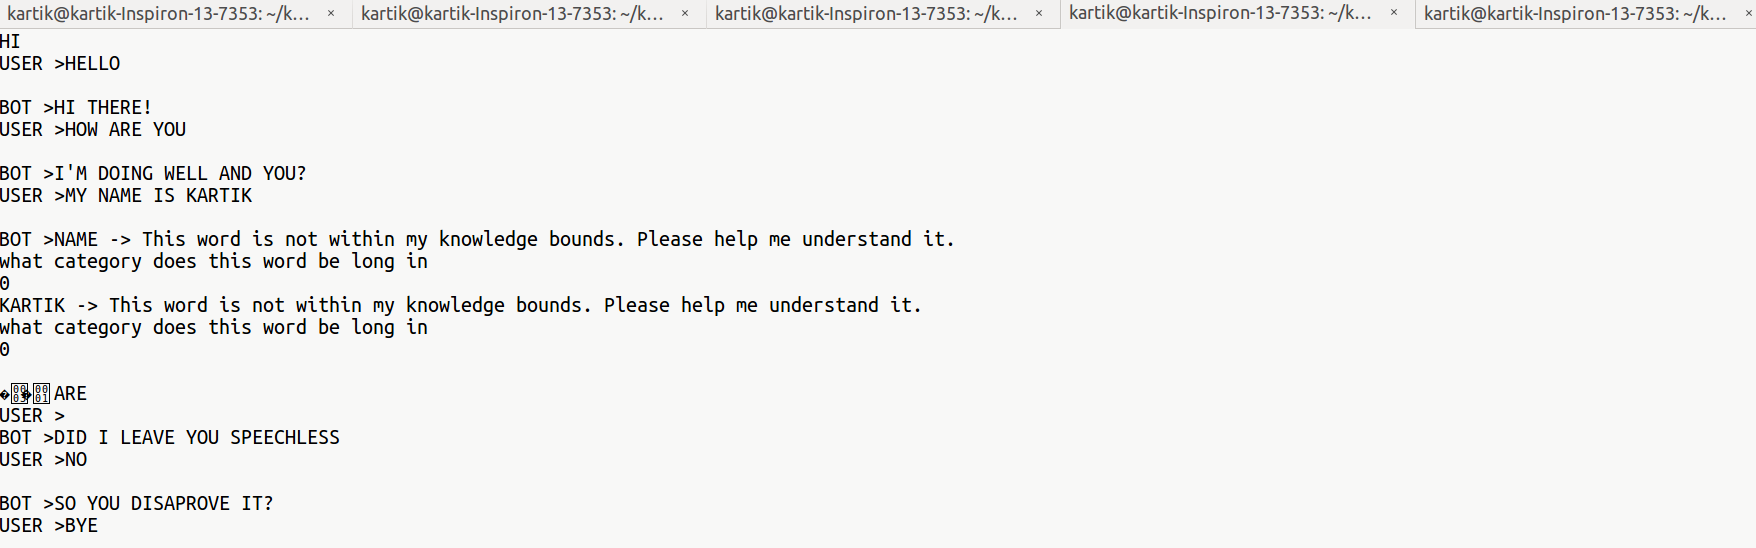 kartik@kartik-Inspiron-13-7353: ~/k... × kartik@kartik-Inspiron-13-7353: ~/k... × kartik@kartik-Inspiron-13-7353: ~/k... × kartik@kartik-Inspiron-13-7353: ~/k... × kartik@kartik-Inspiron-13-7353: ~/k... ×
HI
USER >HELLO
BOT >HI THERE!
USER >HOW ARE YOU
BOT >I'M DOING WELL AND YOU?
USER >MY NAME IS KARTIK
BOT >NAME -> This word is not within my knowledge bounds. Please help me understand it.
what category does this word be long in
0
KARTIK -> This word is not within my knowledge bounds. Please help me understand it.
what category does this word be long in
0
ARE
USER >
BOT >DID I LEAVE YOU SPEECHLESS
USER >NO
BOT >SO YOU DISAPROVE IT?
USER >BYE